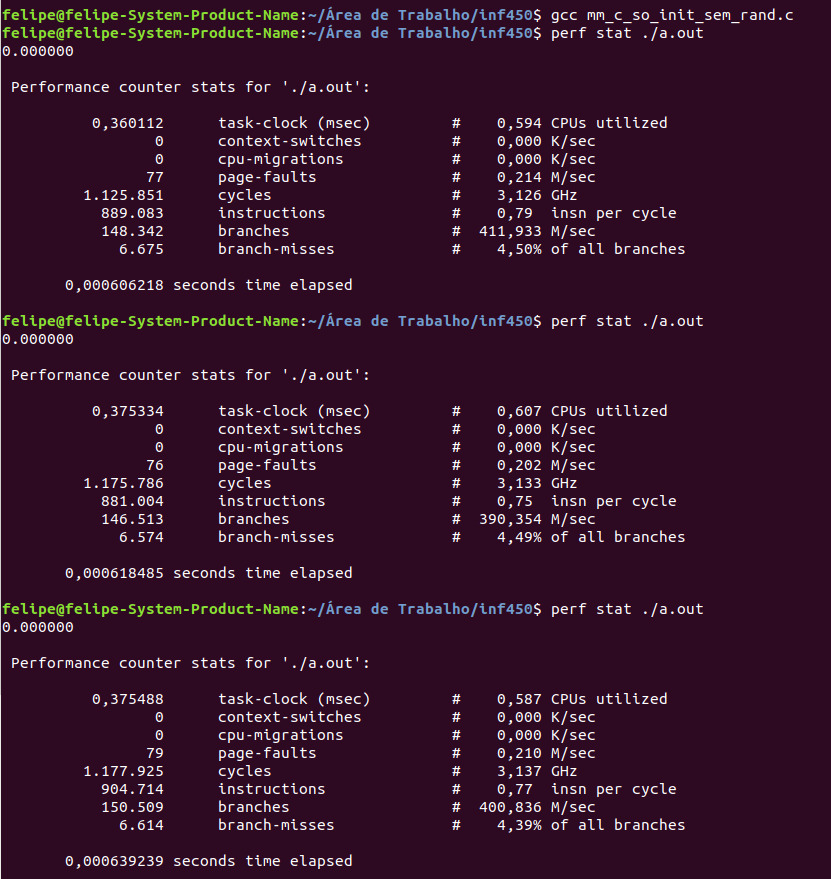 felipe@felipe-System-Product-Name:~/Área de Trabalho/inf450$ gcc mm_c_so_init_sem_rand.c
felipe@felipe-System-Product-Name:~/Área de Trabalho/inf450$ perf stat ./a.out
0.000000
Performance counter stats for './a.out':
0,360112 task-clock (msec) # 0,594 CPUs utilized
0 context-switches # 0,000 K/sec
0 cpu-migrations # 0,000 K/sec
77 page-faults # 0,214 M/sec
1.125.851 cycles # 3,126 GHz
889.083 instructions # 0,79 insn per cycle
148.342 branches # 411,933 M/sec
6.675 branch-misses # 4,50% of all branches
0,000606218 seconds time elapsed
felipe@felipe-System-Product-Name:~/Área de Trabalho/inf450$ perf stat ./a.out
0.000000
Performance counter stats for './a.out':
0,375334 task-clock (msec) # 0,607 CPUs utilized
0 context-switches # 0,000 K/sec
0 cpu-migrations # 0,000 K/sec
76 page-faults # 0,202 M/sec
1.175.786 cycles # 3,133 GHz
881.004 instructions # 0,75 insn per cycle
146.513 branches # 390,354 M/sec
6.574 branch-misses # 4,49% of all branches
0,000618485 seconds time elapsed
felipe@felipe-System-Product-Name:~/Área de Trabalho/inf450$ perf stat ./a.out
0.000000
Performance counter stats for './a.out':
0,375488 task-clock (msec) # 0,587 CPUs utilized
0 context-switches # 0,000 K/sec
0 cpu-migrations # 0,000 K/sec
79 page-faults # 0,210 M/sec
1.177.925 cycles # 3,137 GHz
904.714 instructions # 0,77 insn per cycle
150.509 branches # 400,836 M/sec
6.614 branch-misses # 4,39% of all branches
0,000639239 seconds time elapsed